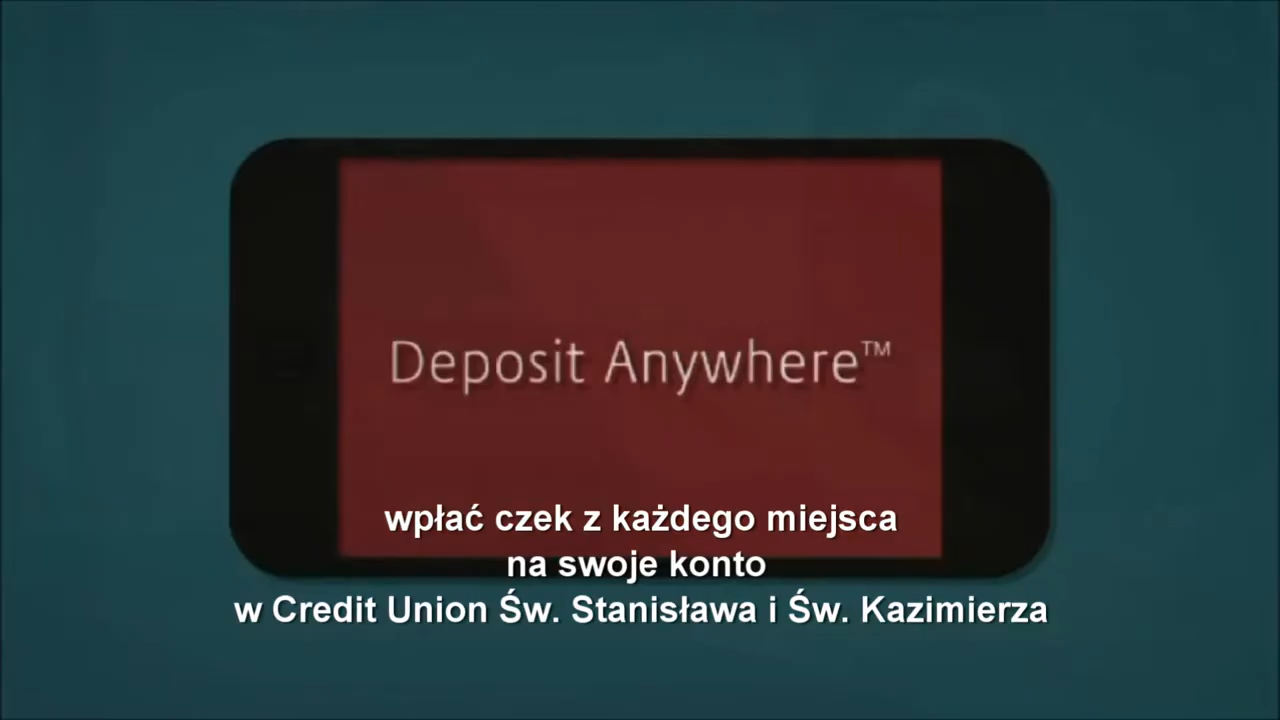 Deposit Anywhere™
wpłać czek z każdego miejsca
na swoje konto
w Credit Union Św. Stanisława i Św. Kazimierza